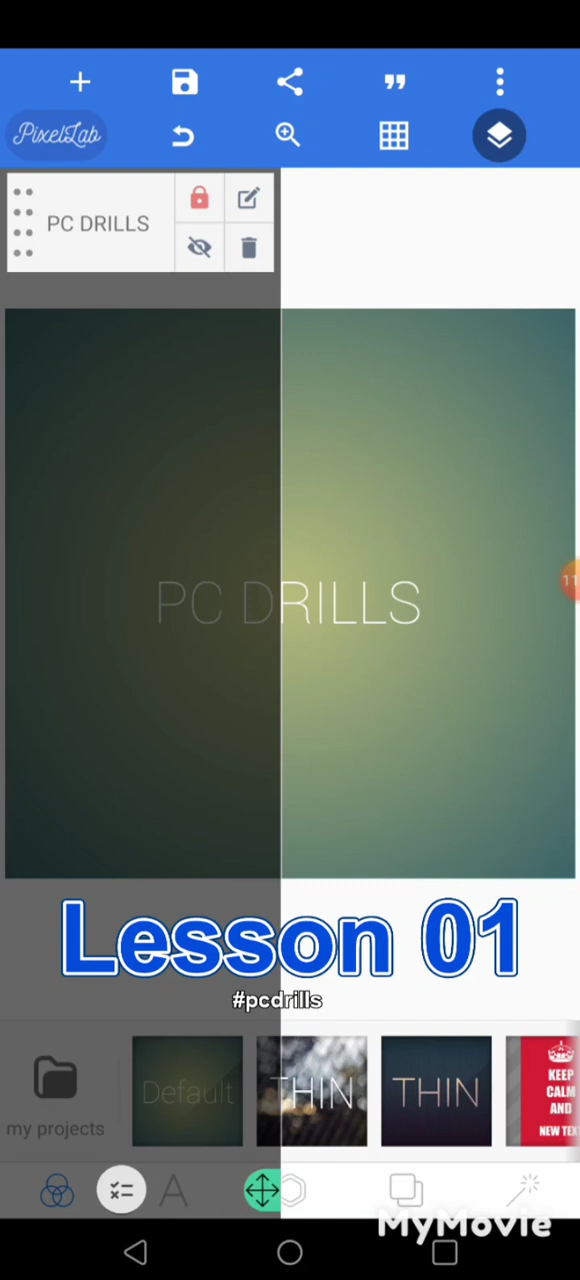 PixelLab
PC DRILLS
PC DRILLS
11
Lesson 01
#pcdrills
my projects
Default
THIN
THIN
KEEP
CALM
AND
NEW TEX
A
MyMovie